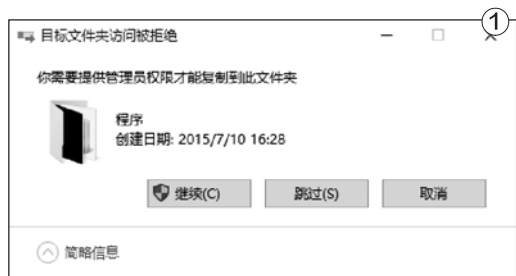 目标文件夹访问被拒绝
①
你需要提供管理员权限才能复制到此文件夹
程序
创建日期: 2015/7/10 16:28
继续(C)
跳过(S)
取消
简略信息